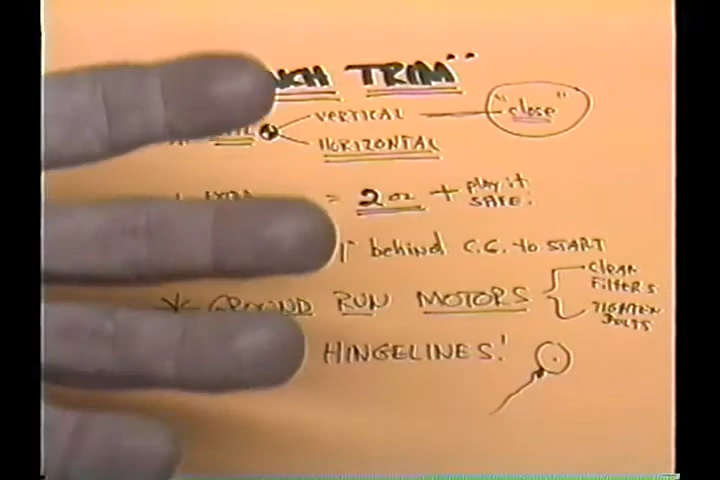 TRIM"
VERTICAL "close"
HORIZONTAL
EXTRA = 2 oz + play it SAFE!
behind C.G. to START
GROUND RUN MOTORS CLEAN FILTERS
TIGHTEN BOLTS
HINGELINES!